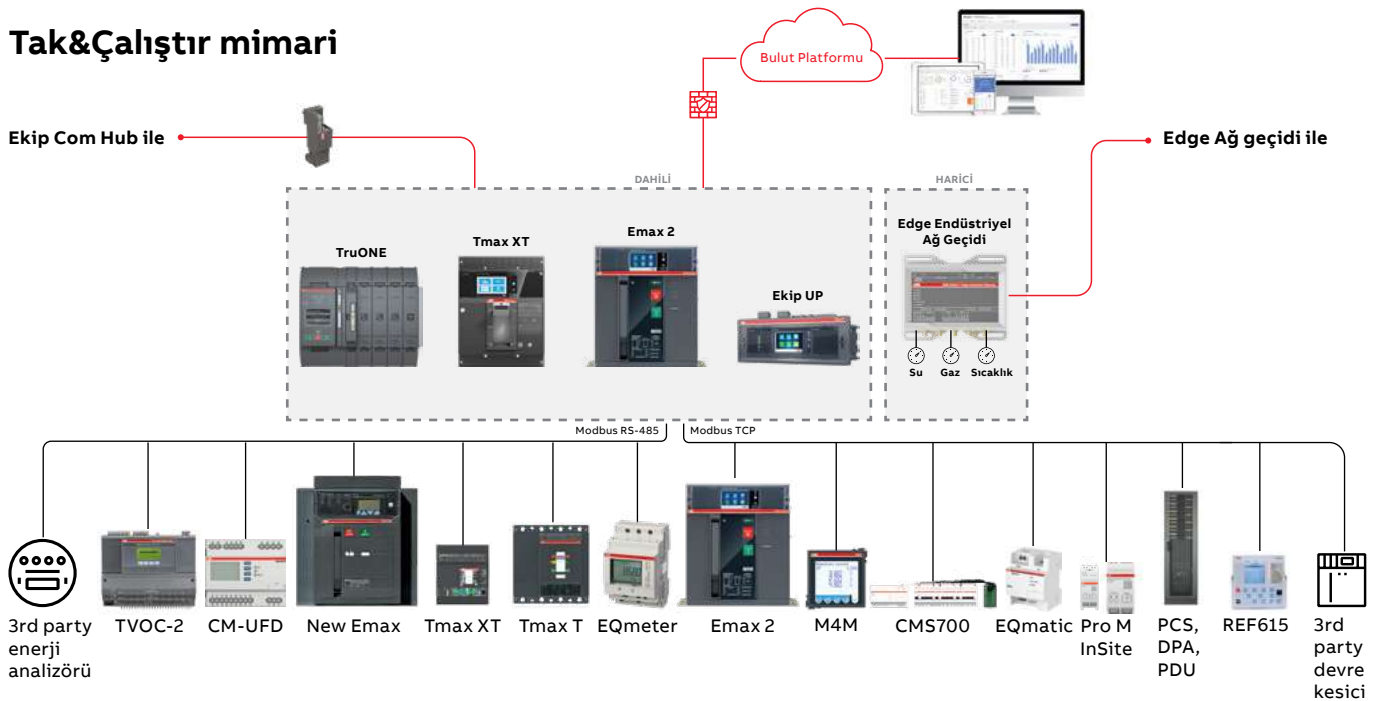 Tak&Çalıştır mimari
Bulut Platformu
Ekip Com Hub ile
Edge Ağ geçidi ile
DAHİLİ
HARİCİ
TruONE
Tmax XT
Emax 2
Ekip UP
Edge Endüstriyel
Ağ Geçidi
Su
Gaz
Sıcaklık
Modbus RS-485
Modbus TCP
3rd party
enerji
analizörü
TVOC-2
CM-UFD
New Emax
Tmax XT
Tmax T
EQmeter
Emax 2
M4M
CMS700
EQmatic
Pro M
InSite
PCS,
DPA,
PDU
REF615
3rd
party
devre
kesici